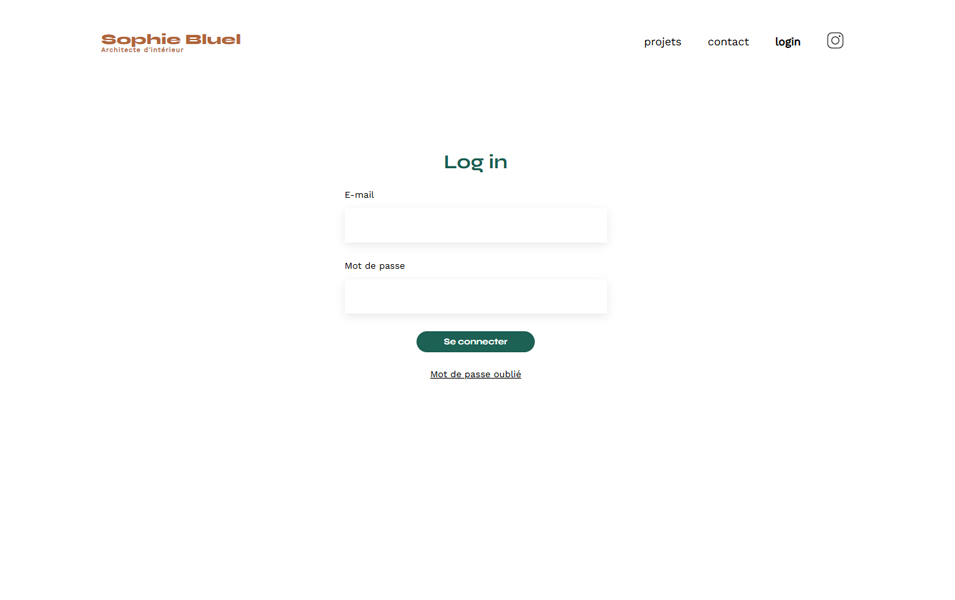 Sophie Bluel
Architecte d'intérieur
projets
contact
login
Log in
E-mail
Mot de passe
Se connecter
Mot de passe oublié